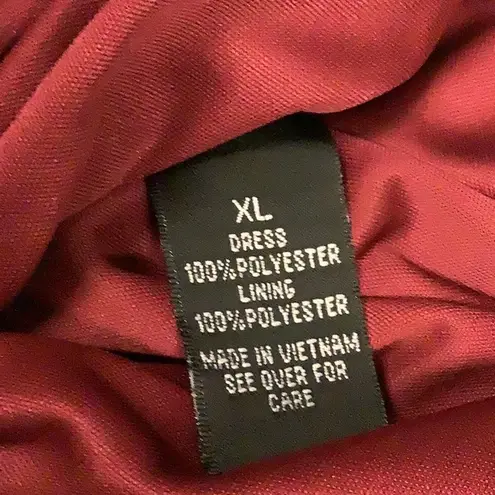 XL
DRESS
100%POLYESTER
LINING
100%POLYESTER
MADE IN VIETNAM
SEE OVER FOR
CARE